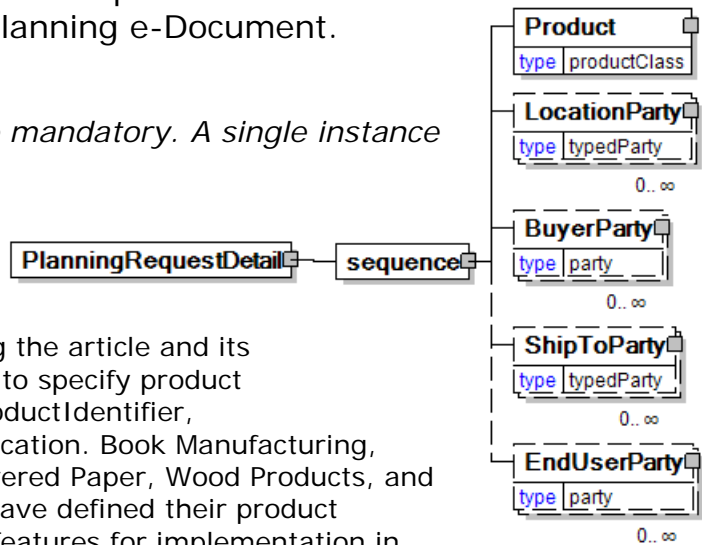 lanning e-Document.
mandatory. A single instance
g the article and its
to specify product
oductIdentifier,
cation. Book Manufacturing,
ered Paper, Wood Products, and
ave defined their product
PlanningRequestDetail
sequence
Product
type productClass
LocationParty
type typedParty
0.. ∞
BuyerParty
type party
0.. ∞
ShipToParty
type typedParty
0.. ∞
EndUserParty
type party
0.. ∞